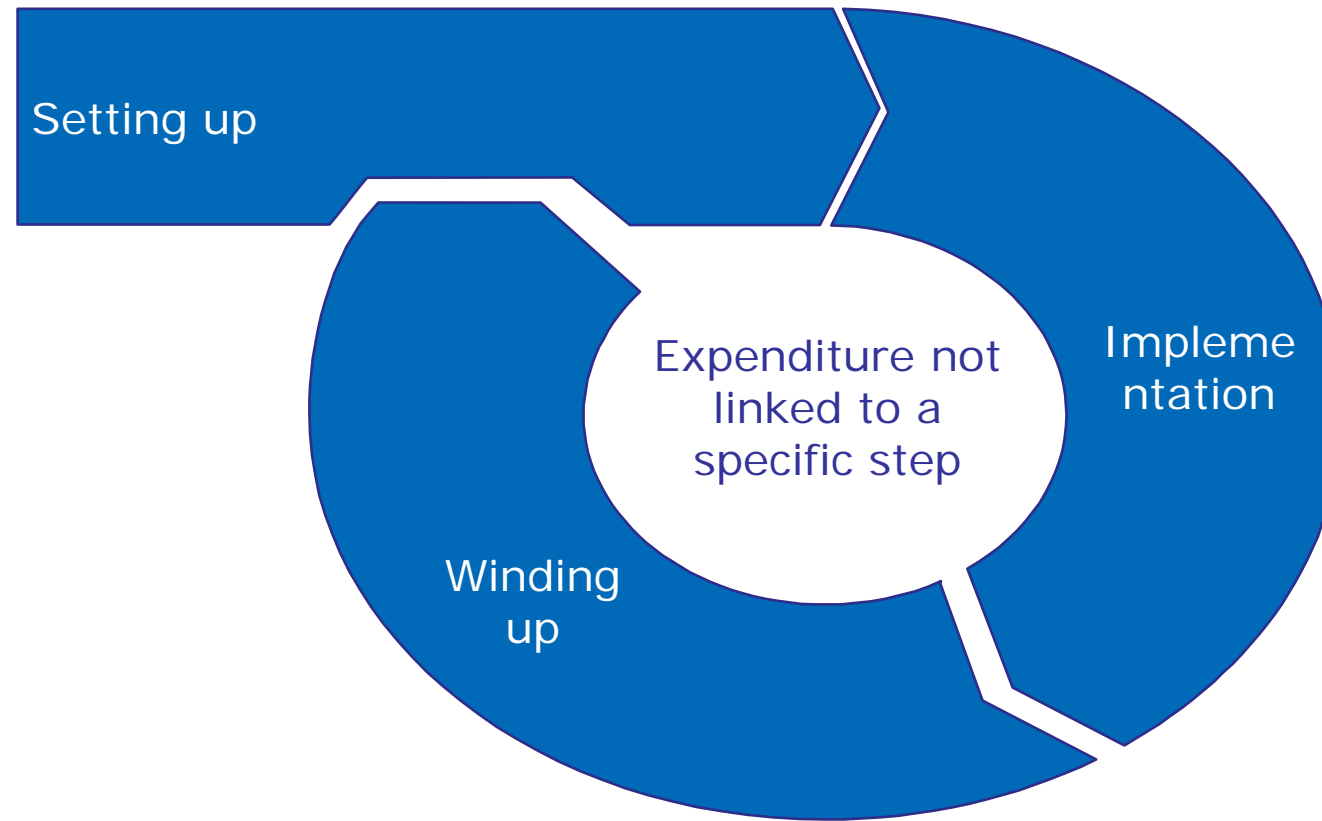 Setting up
Impleme
ntation
Expenditure not
linked to a
specific step
Winding
up